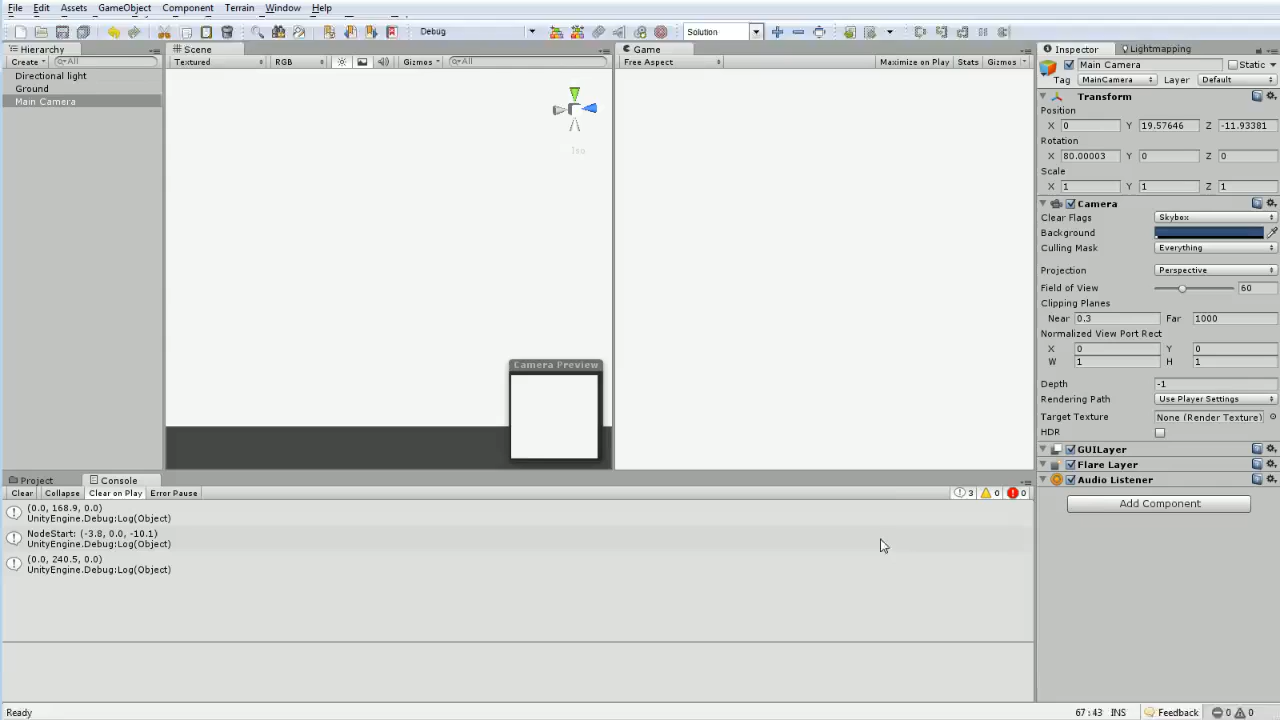 File Edit Assets GameObject Component Terrain Window Help
Debug
Solution
Hierarchy
Create
All
Directional light
Ground
Main Camera
Scene
Textured
RGB
Gizmos
All
Iso
Camera Preview
Game
Free Aspect
Maximize on Play Stats Gizmos
Inspector
Lightmapping
Main Camera
Static
Tag MainCamera Layer Default
Transform
Position
X 0 Y 19.57646 Z -11.93381
Rotation
X 80.00003 Y 0 Z 0
Scale
X 1 Y 1 Z 1
Camera
Clear Flags Skybox
Background
Culling Mask Everything
Projection Perspective
Field of View 60
Clipping Planes
Near 0.3 Far 1000
Normalized View Port Rect
X 0 Y 0
W 1 H 1
Depth -1
Rendering Path Use Player Settings
Target Texture None (Render Texture)
HDR
GUILayer
Flare Layer
Audio Listener
Add Component
Project
Console
Clear Collapse Clear on Play Error Pause
3 0 0
(0.0, 168.9, 0.0)
UnityEngine.Debug:Log(Object)
NodeStart: (-3.8, 0.0, -10.1)
UnityEngine.Debug:Log(Object)
(0.0, 240.5, 0.0)
UnityEngine.Debug:Log(Object)
Ready
67 : 43 INS Feedback 0 0